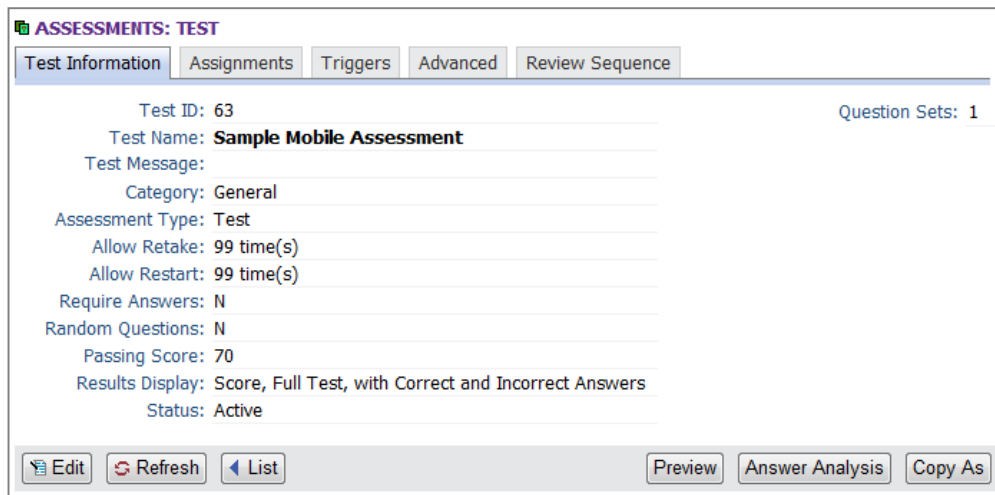 ASSESSMENTS: TEST
Test Information Assignments Triggers Advanced Review Sequence
Test ID: 63 Question Sets: 1
Test Name: Sample Mobile Assessment
Test Message:
Category: General
Assessment Type: Test
Allow Retake: 99 time(s)
Allow Restart: 99 time(s)
Require Answers: N
Random Questions: N
Passing Score: 70
Results Display: Score, Full Test, with Correct and Incorrect Answers
Status: Active
Edit Refresh List Preview Answer Analysis Copy As